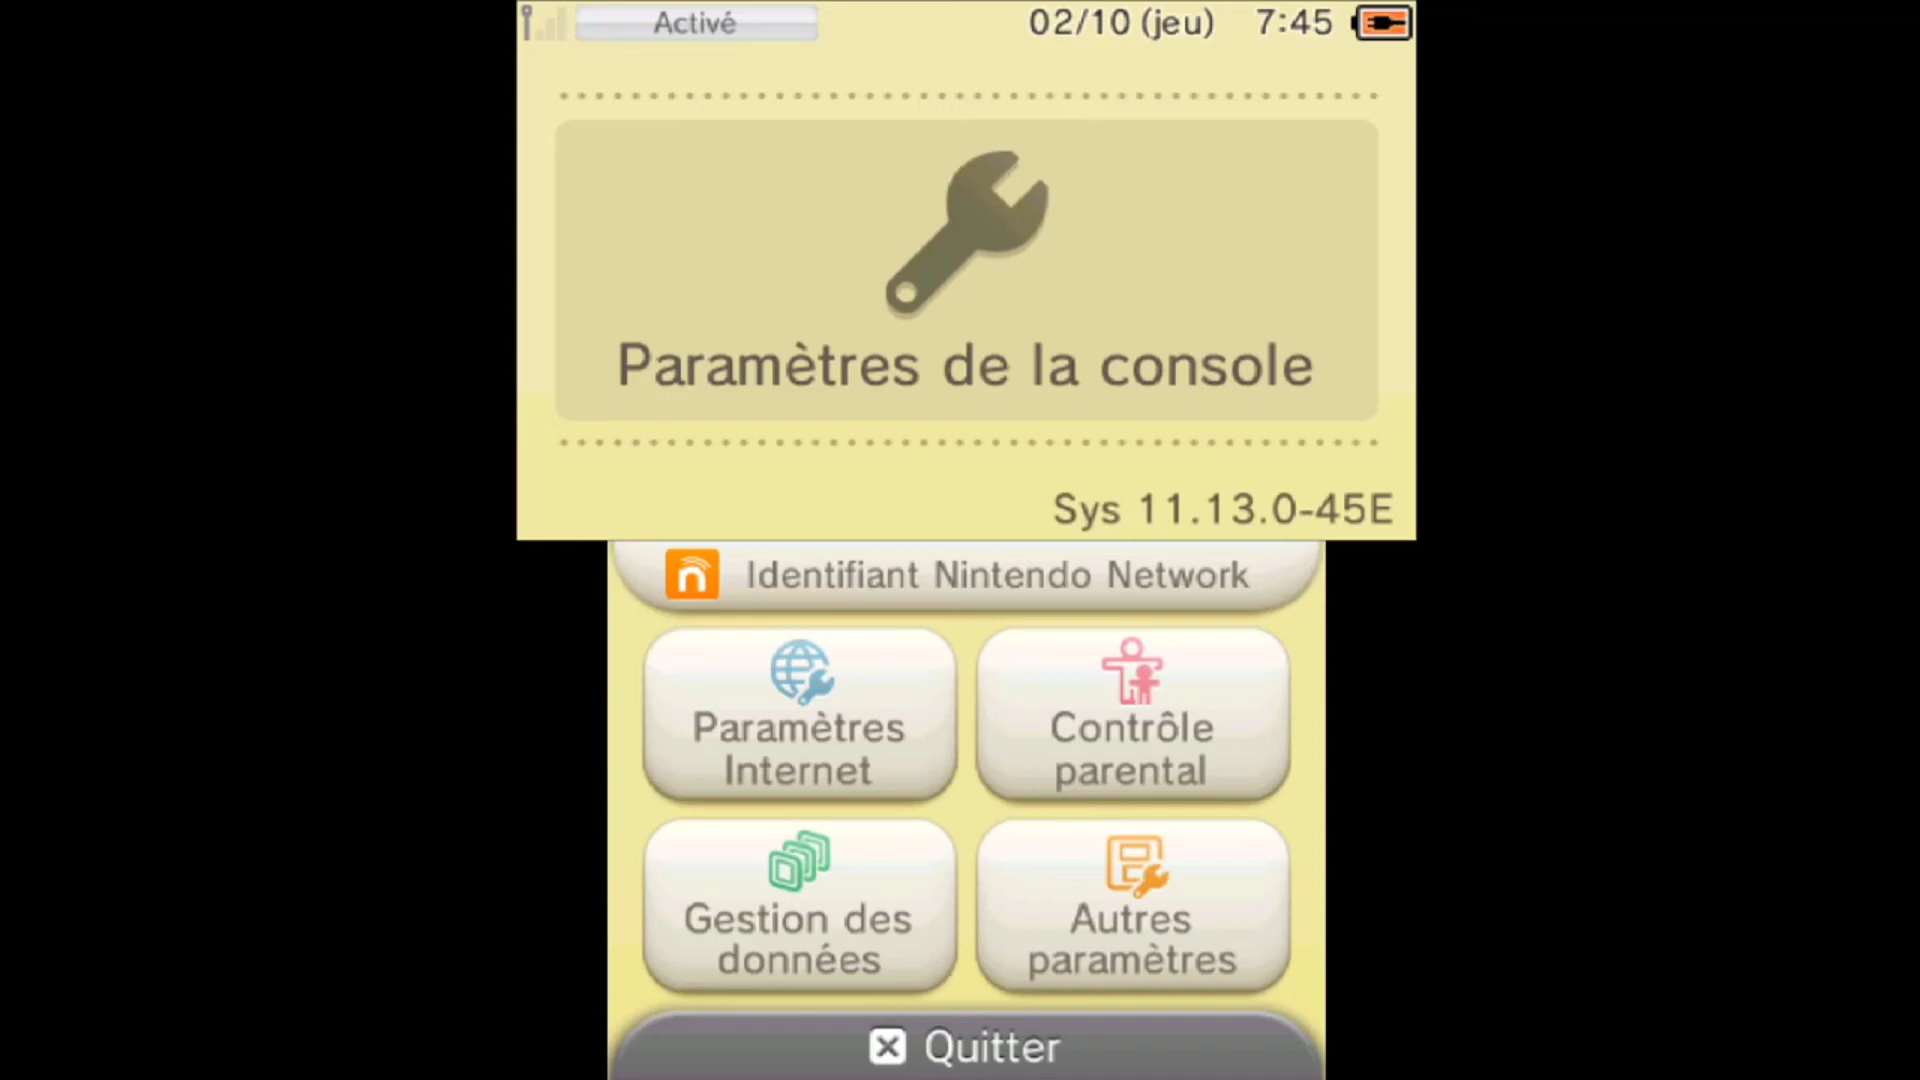 Activé 02/10 (jeu) 7:45
Paramètres de la console
Sys 11.13.0-45E
Identifiant Nintendo Network
Paramètres
Internet
Contrôle
parental
Gestion des
données
Autres
paramètres
Quitter